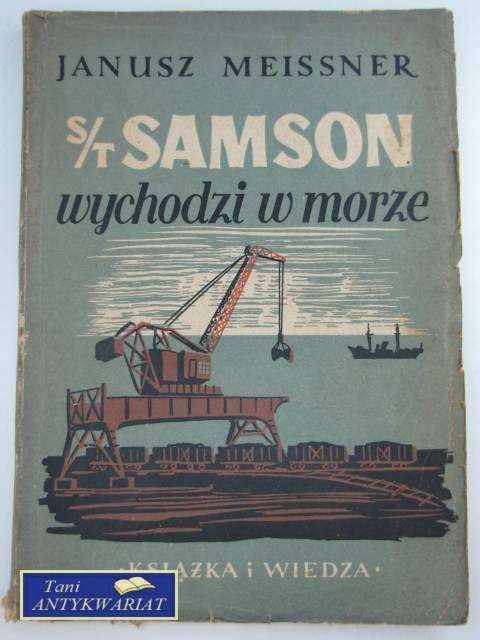 JANUSZ MEISSNER
S/T SAMSON
wychodzi w morze
·KSIĄŻKA i WIEDZA·
Tani
ANTYKWARIAT